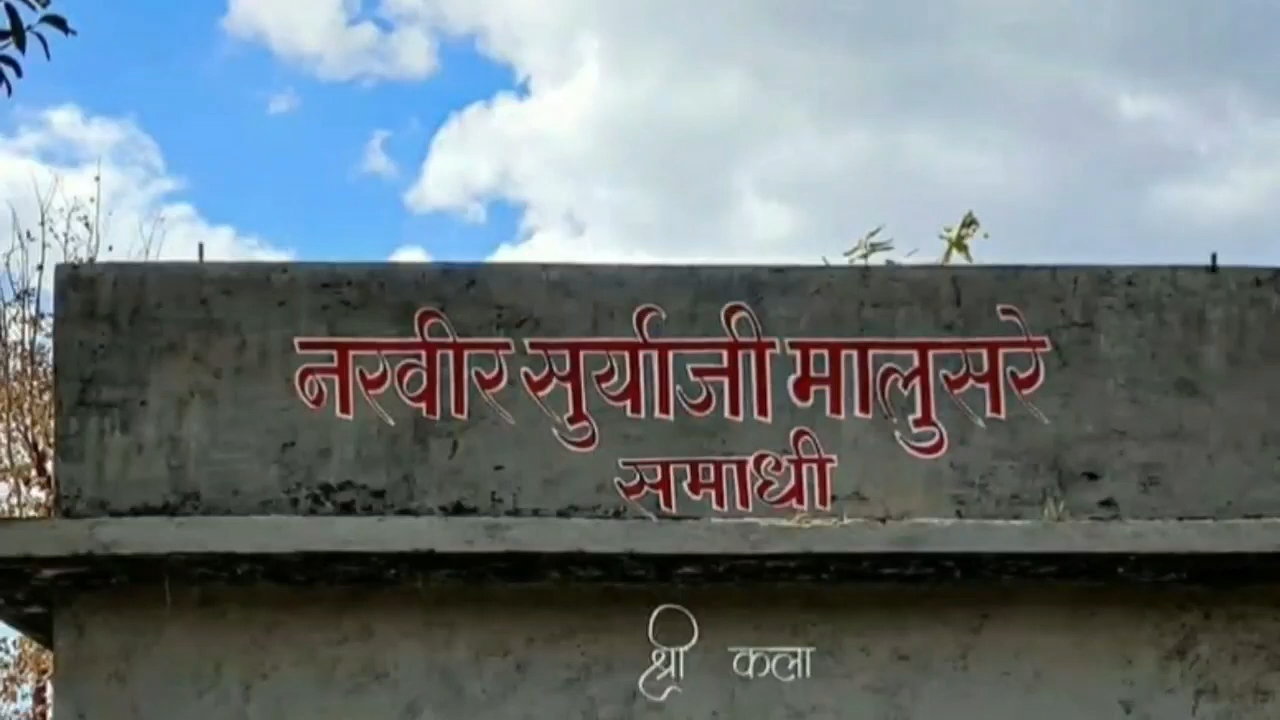 नरवीर सुर्याजी मालुसरे
समाधी
श्री कला